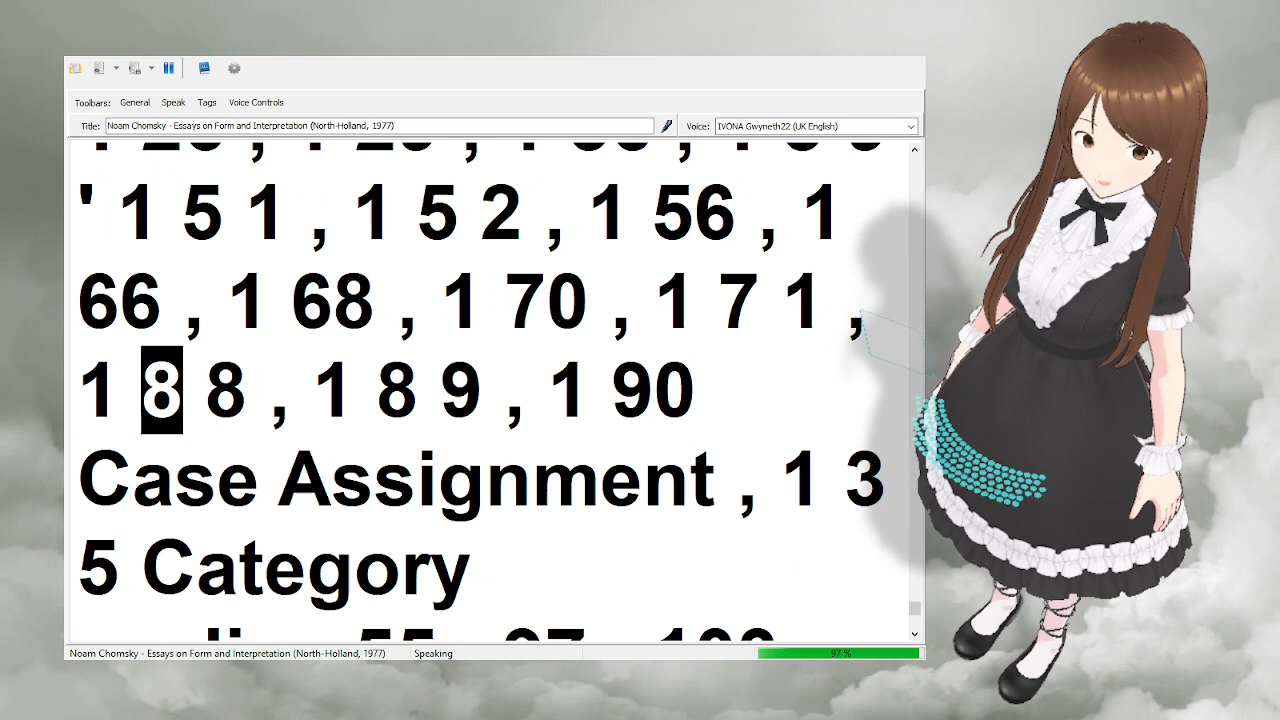 Toolbars: General Speak Tags Voice Controls
Title: Noam Chomsky - Essays on Form and Interpretation (North-Holland, 1977) Voice: IVONA Gwyneth22 (UK English)
' 1 5 1 , 1 5 2 , 1 56 , 1
66 , 1 68 , 1 70 , 1 7 1 ,
1 8 8 , 1 8 9 , 1 90
Case Assignment , 1 3
5 Category
Noam Chomsky - Essays on Form and Interpretation (North-Holland, 1977) Speaking 97 %